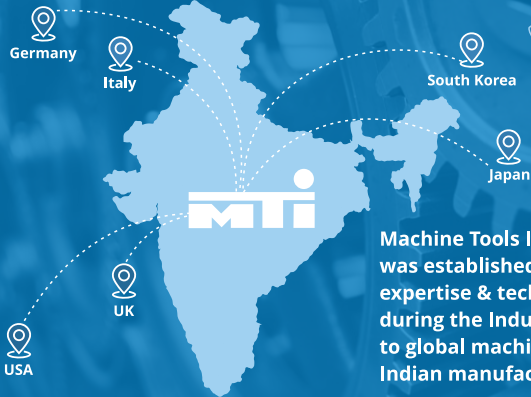 Germany
Italy
South Korea
Japan
MTi
UK
USA
Machine Tools I
was established
expertise & tech
during the Indu
to global machi
Indian manufac